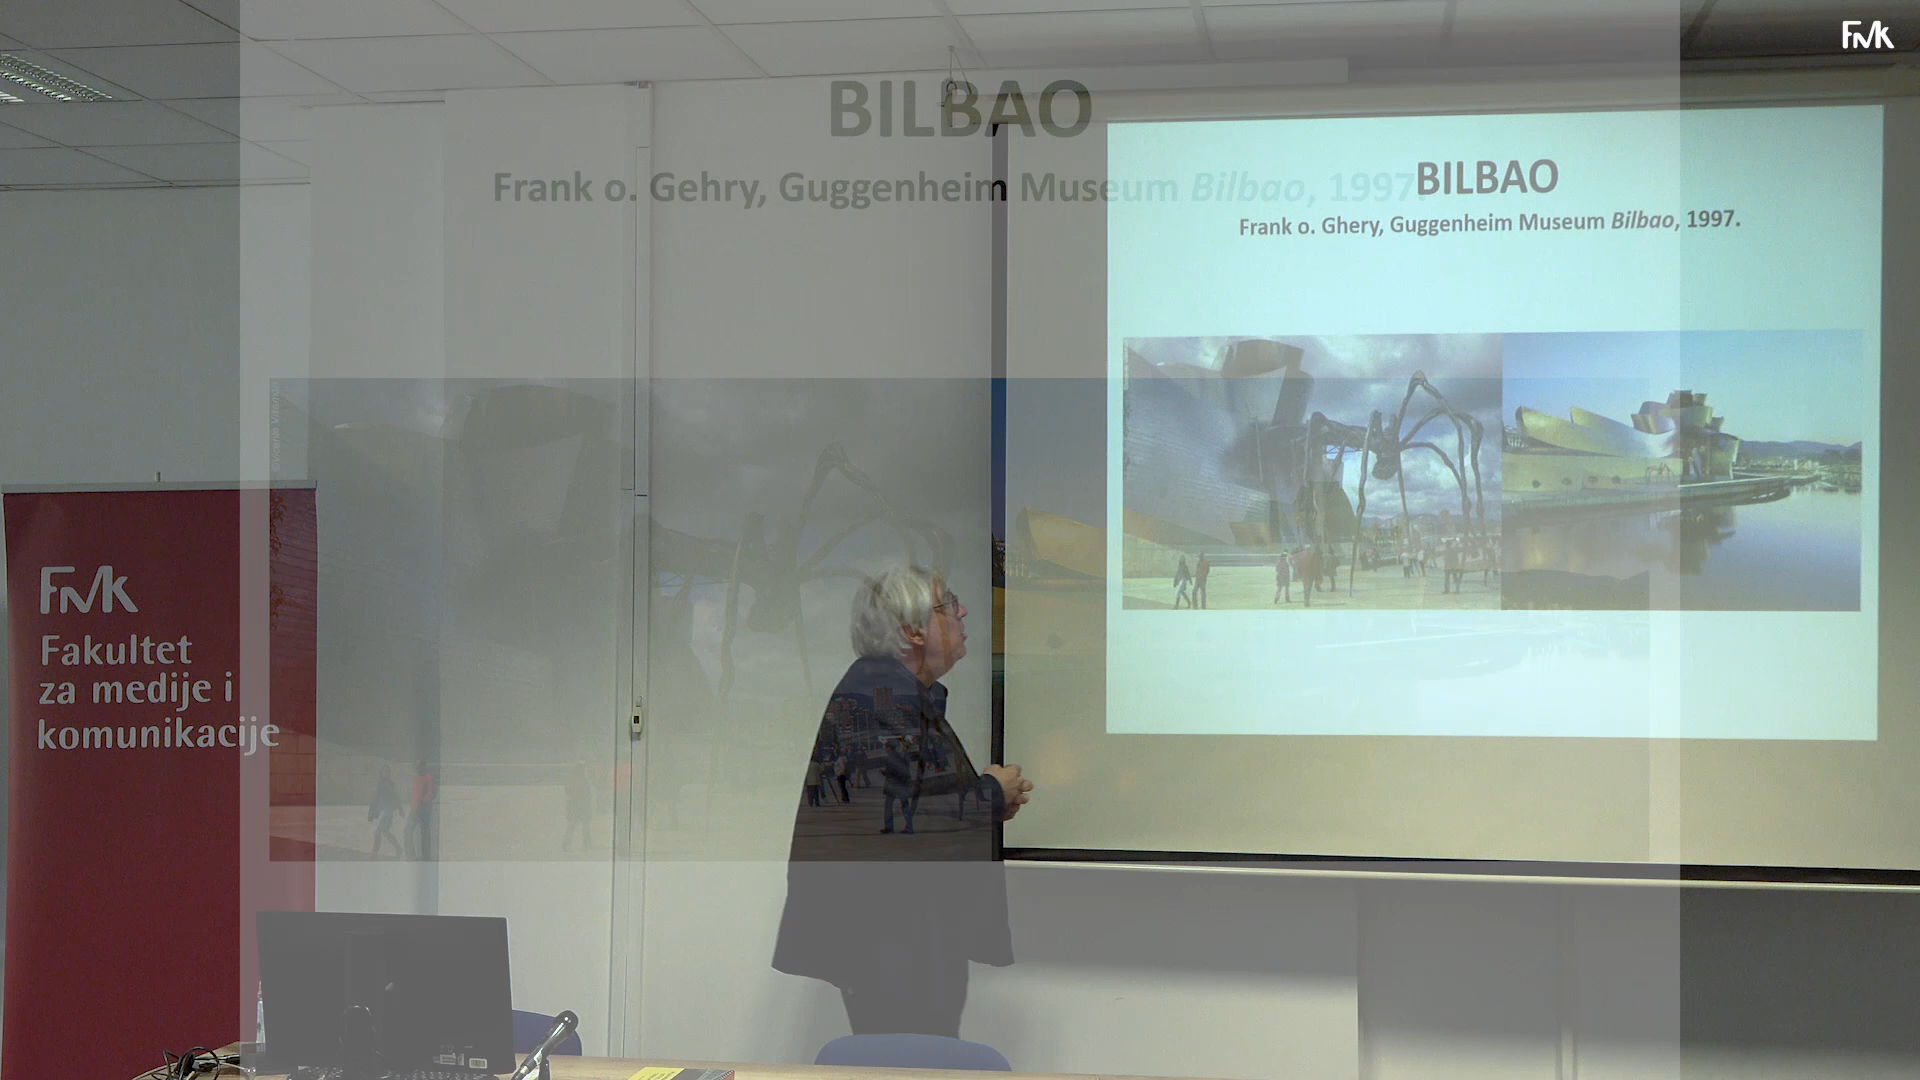 FMK
BILBAO
Frank o. Gehry, Guggenheim Museum Bilbao, 1997.
BILBAO
Frank o. Ghery, Guggenheim Museum Bilbao, 1997.
FMK
Fakultet
za medije i
komunikacije